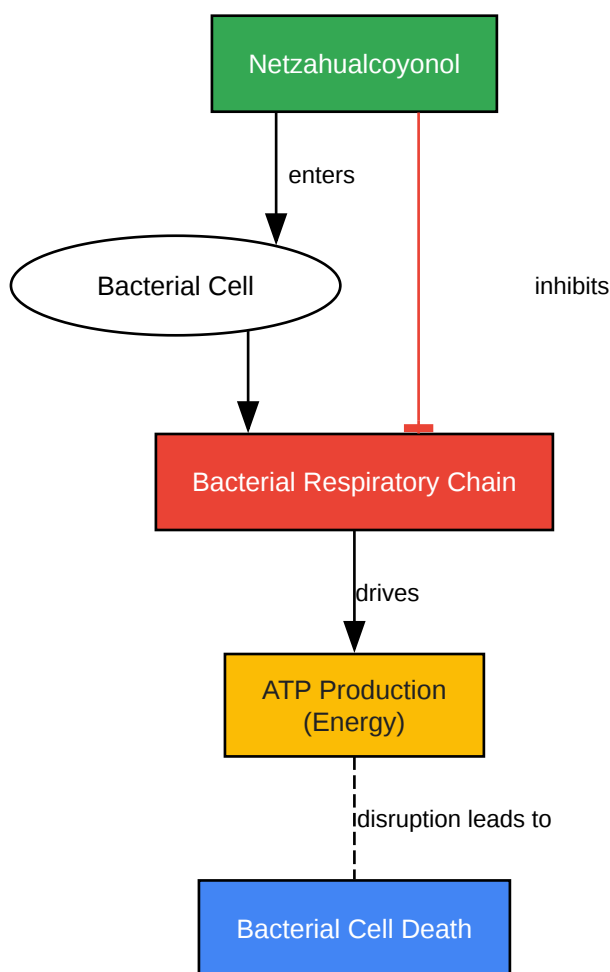 Netzahualcoyonol
enters
Bacterial Cell
inhibits
Bacterial Respiratory Chain
drives
ATP Production
(Energy)
disruption leads to
Bacterial Cell Death